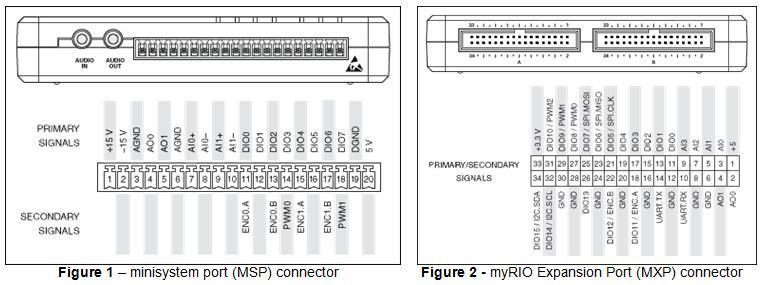 AUDIO IN
AUDIO OUT
PRIMARY SIGNALS
+15 V
-15 V
AGND
AO0
AO1
AGND
AI0+
AI0–
AI1+
AI1–
DIO0
DIO1
DIO2
DIO3
DIO4
DIO5
DIO6
DIO7
DGND
5 V
1 2 3 4 5 6 7 8 9 10 11 12 13 14 15 16 17 18 19 20
SECONDARY SIGNALS
ENC0.A
ENC0.B
PWM0
ENC1.A
ENC1.B
PWM1
Figure 1 – minisystem port (MSP) connector
33 1 33 1
34 2 34 2
A B
+3.3 V
DIO10 / PWM2
DIO9 / PWM1
DIO8 / PWM0
DIO7 / SPI.MOSI
DIO6 / SPI.MISO
DIO5 / SPI.CLK
DIO4
DIO3
DIO2
DIO1
DIO0
AI3
AI1
AI0
+5
PRIMARY/SECONDARY SIGNALS
33 31 29 27 25 23 21 19 17 15 13 11 9 7 5 3 1
34 32 30 28 26 24 22 20 18 16 14 12 10 8 6 4 2
DIO15 / I2C.SDA
DIO14 / I2C.SCL
GND
GND
DIO13
GND
DIO12 / ENC.B
GND
DIO11 / ENC.A
GND
UART.TX
GND
UART.RX
GND
GND
AO1
AO0
Figure 2 - myRIO Expansion Port (MXP) connector